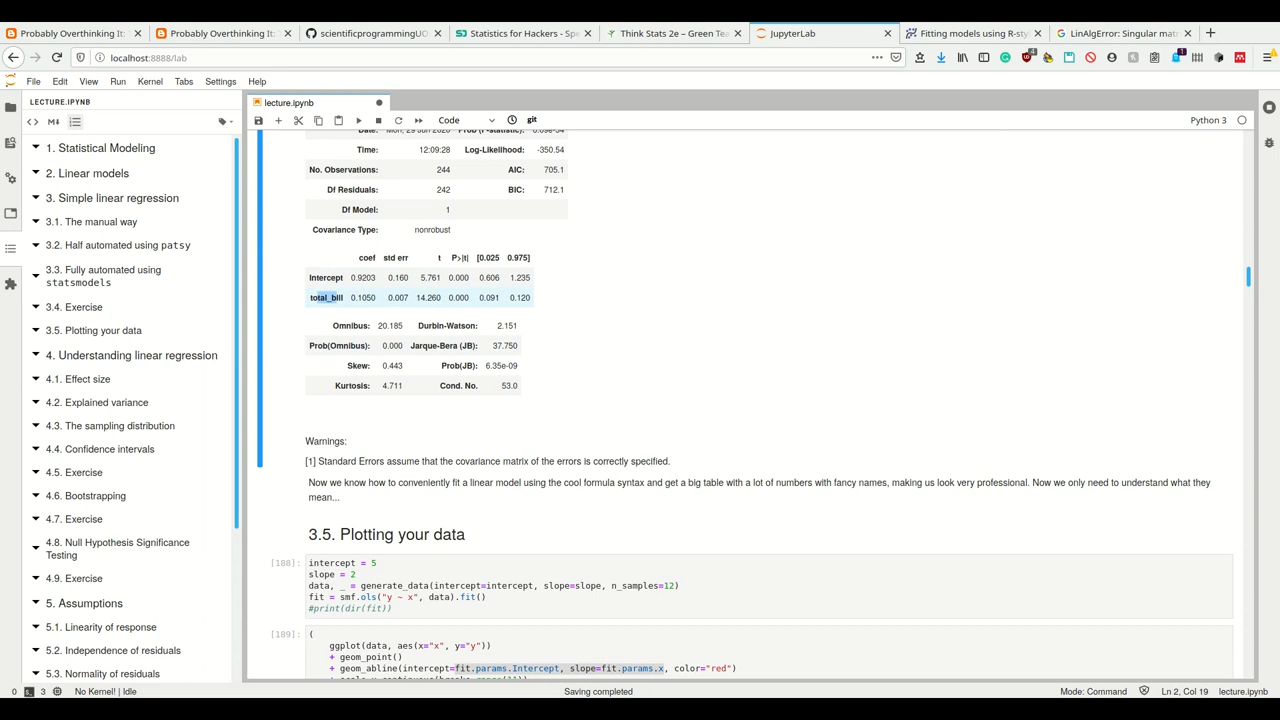 Probably Overthinking It:
Probably Overthinking It:
scientificprogrammingUO
Statistics for Hackers - Spe
Think Stats 2e – Green Tea
JupyterLab
Fitting models using R-sty
LinAlgError: Singular matr
localhost:8888/lab
File Edit View Run Kernel Tabs Settings Help
LECTURE.IPYNB
1. Statistical Modeling
2. Linear models
3. Simple linear regression
3.1. The manual way
3.2. Half automated using patsy
3.3. Fully automated using
statsmodels
3.4. Exercise
3.5. Plotting your data
4. Understanding linear regression
4.1. Effect size
4.2. Explained variance
4.3. The sampling distribution
4.4. Confidence intervals
4.5. Exercise
4.6. Bootstrapping
4.7. Exercise
4.8. Null Hypothesis Significance
Testing
4.9. Exercise
5. Assumptions
5.1. Linearity of response
5.2. Independence of residuals
5.3. Normality of residuals
lecture.ipynb
Code
git
Python 3
Date: Mon, 29 Jun 2020 Prob (F-statistic):
Time: 12:09:28 Log-Likelihood: -350.54
No. Observations: 244 AIC: 705.1
Df Residuals: 242 BIC: 712.1
Df Model: 1
Covariance Type: nonrobust
coef std err t P>|t| [0.025 0.975]
Intercept 0.9203 0.160 5.761 0.000 0.606 1.235
total_bill 0.1050 0.007 14.260 0.000 0.091 0.120
Omnibus: 20.185 Durbin-Watson: 2.151
Prob(Omnibus): 0.000 Jarque-Bera (JB): 37.750
Skew: 0.443 Prob(JB): 6.35e-09
Kurtosis: 4.711 Cond. No. 53.0
Warnings:
[1] Standard Errors assume that the covariance matrix of the errors is correctly specified.
Now we know how to conveniently fit a linear model using the cool formula syntax and get a big table with a lot of numbers with fancy names, making us look very professional. Now we only need to understand what they
mean...
3.5. Plotting your data
[188]: intercept = 5
slope = 2
data, _ = generate_data(intercept=intercept, slope=slope, n_samples=12)
fit = smf.ols("y ~ x", data).fit()
#print(dir(fit))
[189]: (
ggplot(data, aes(x="x", y="y"))
+ geom_point()
+ geom_abline(intercept=fit.params.Intercept, slope=fit.params.x, color="red")
0 3 No Kernel! | Idle
Saving completed
Mode: Command Ln 2, Col 19 lecture.ipynb